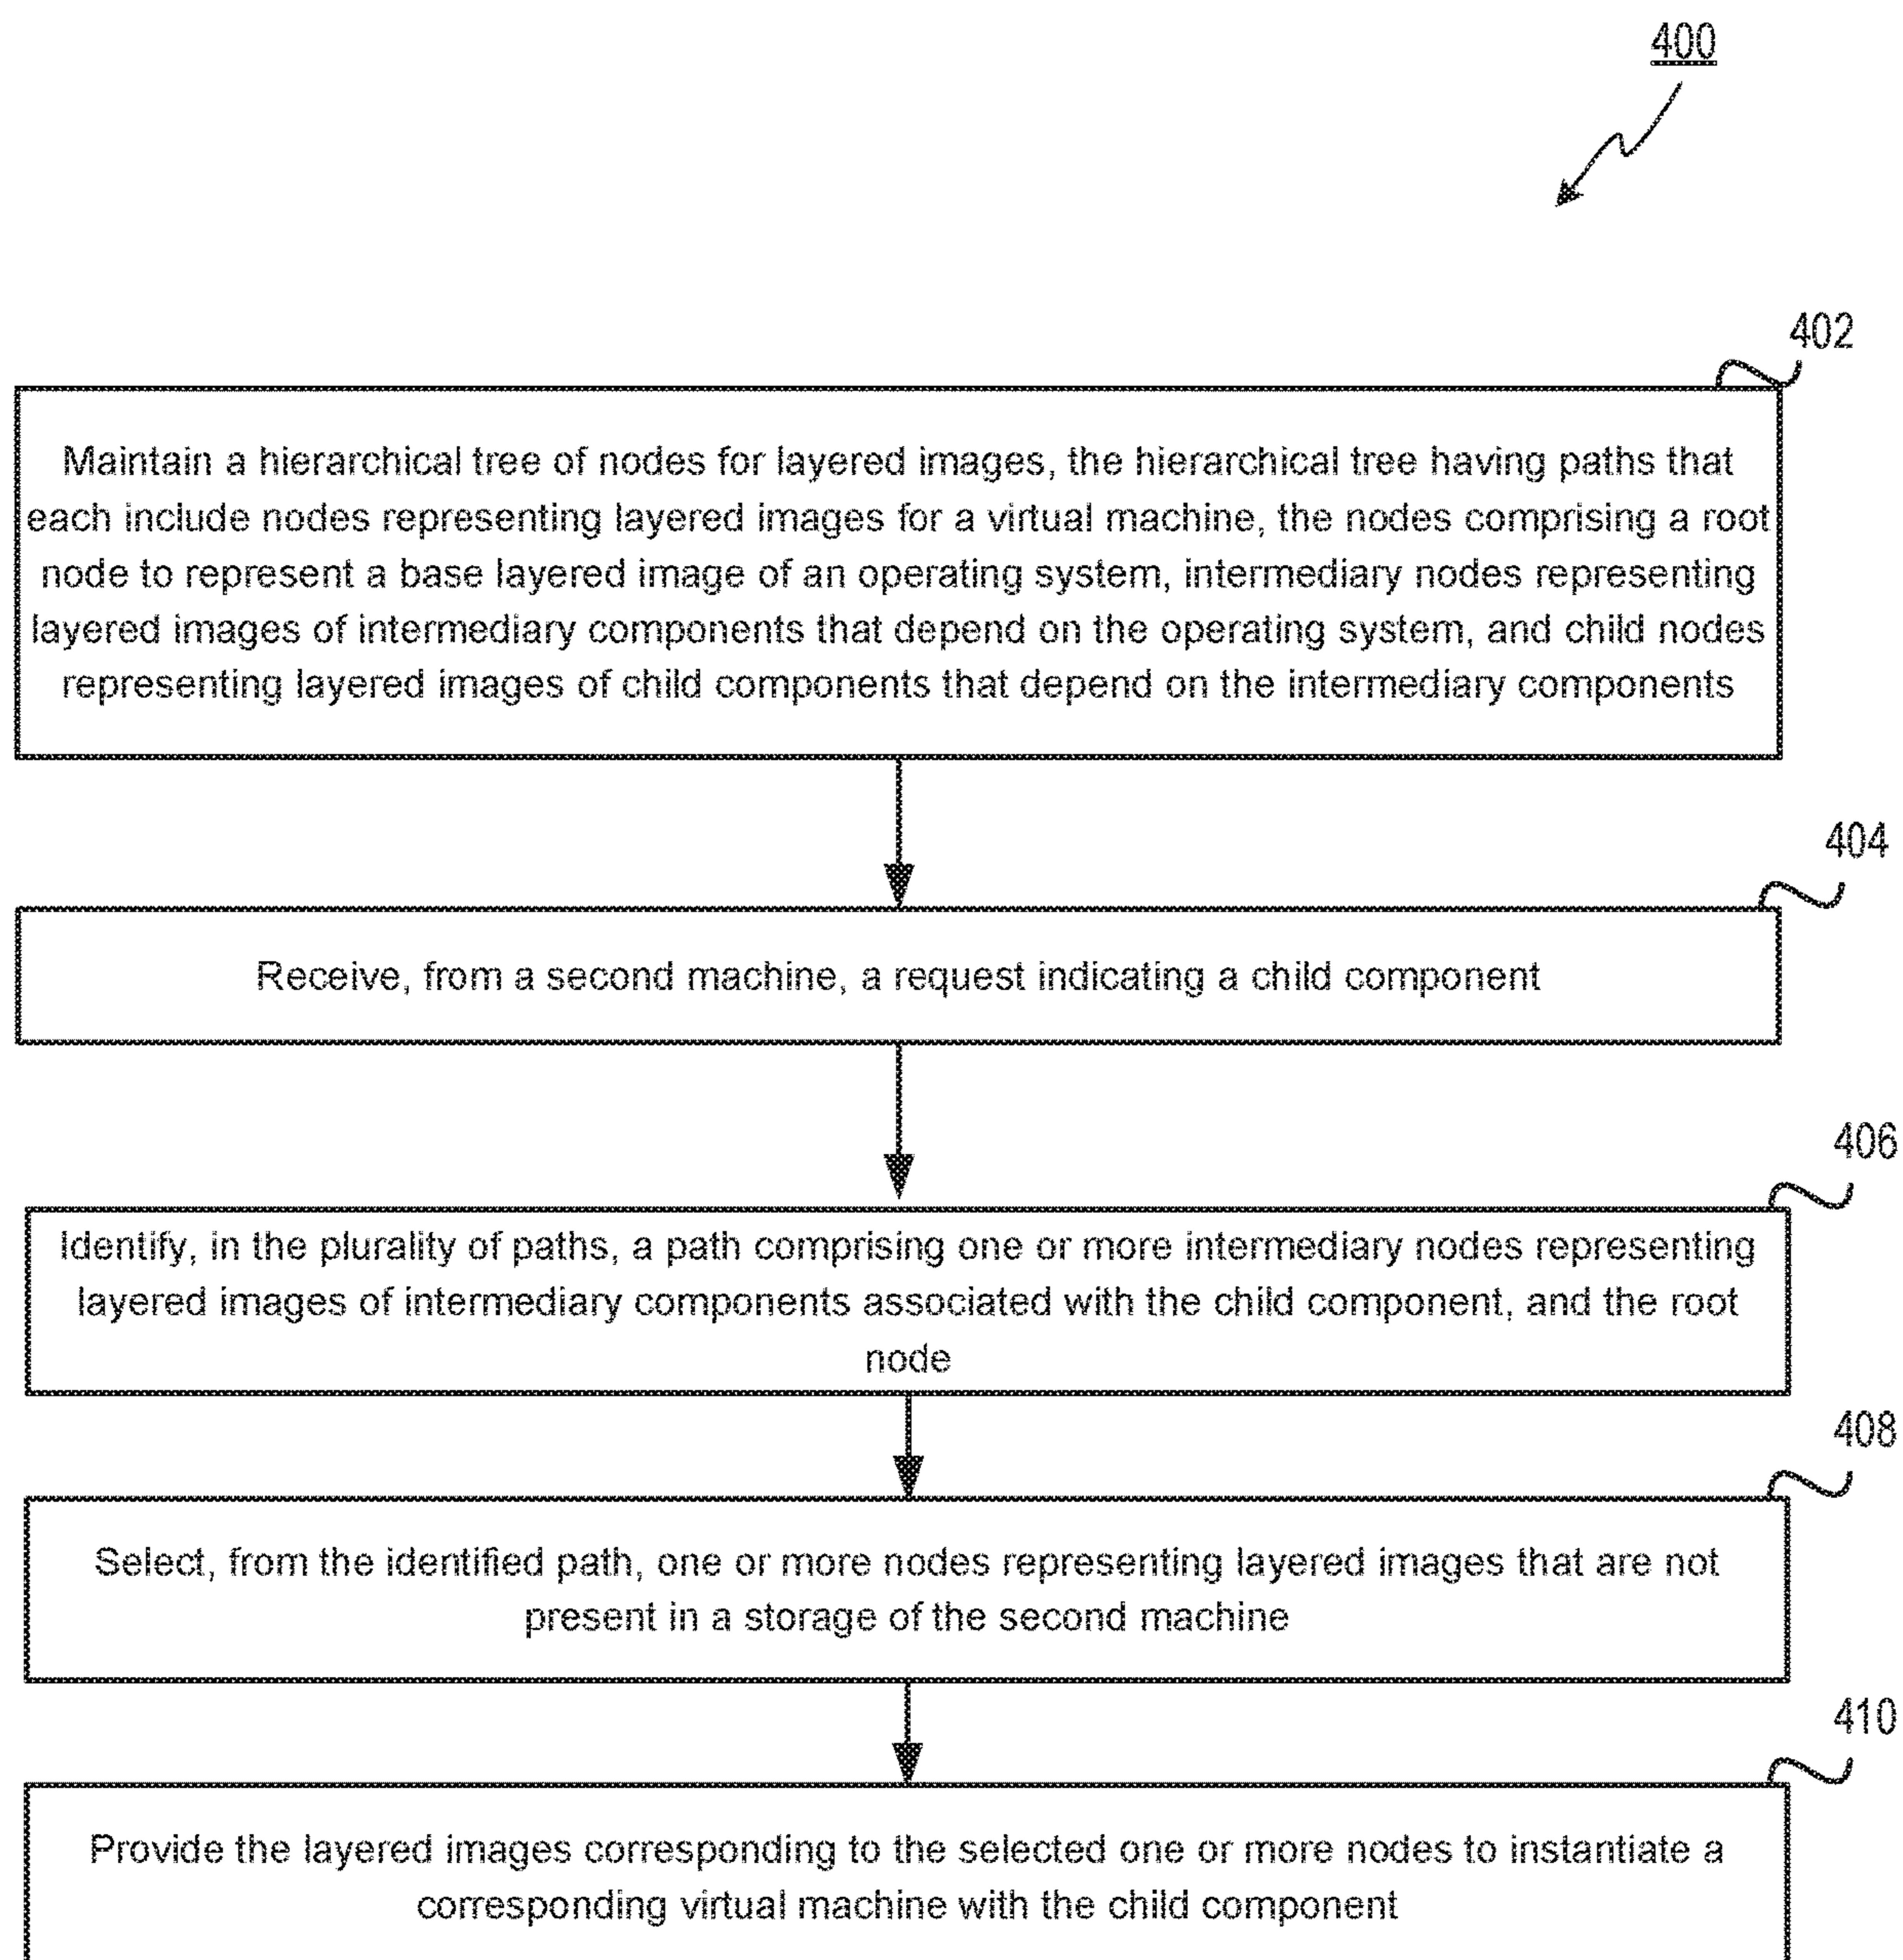 400
402
Maintain a hierarchical tree of nodes for layered images, the hierarchical tree having paths that
each include nodes representing layered images for a virtual machine, the nodes comprising a root
node to represent a base layered image of an operating system, intermediary nodes representing
layered images of intermediary components that depend on the operating system, and child nodes
representing layered images of child components that depend on the intermediary components
404
Receive, from a second machine, a request indicating a child component
406
Identify, in the plurality of paths, a path comprising one or more intermediary nodes representing
layered images of intermediary components associated with the child component, and the root
node
408
Select, from the identified path, one or more nodes representing layered images that are not
present in a storage of the second machine
410
Provide the layered images corresponding to the selected one or more nodes to instantiate a
corresponding virtual machine with the child component